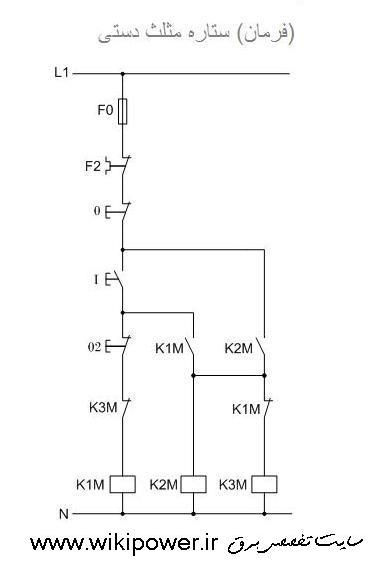 (فرمان) ستاره مثلث دستی
L1
F0
F2
0
I
02 K1M K2M
K3M K1M
K1M K2M K3M
N
www.wikipower.ir سایت تخصصی برق